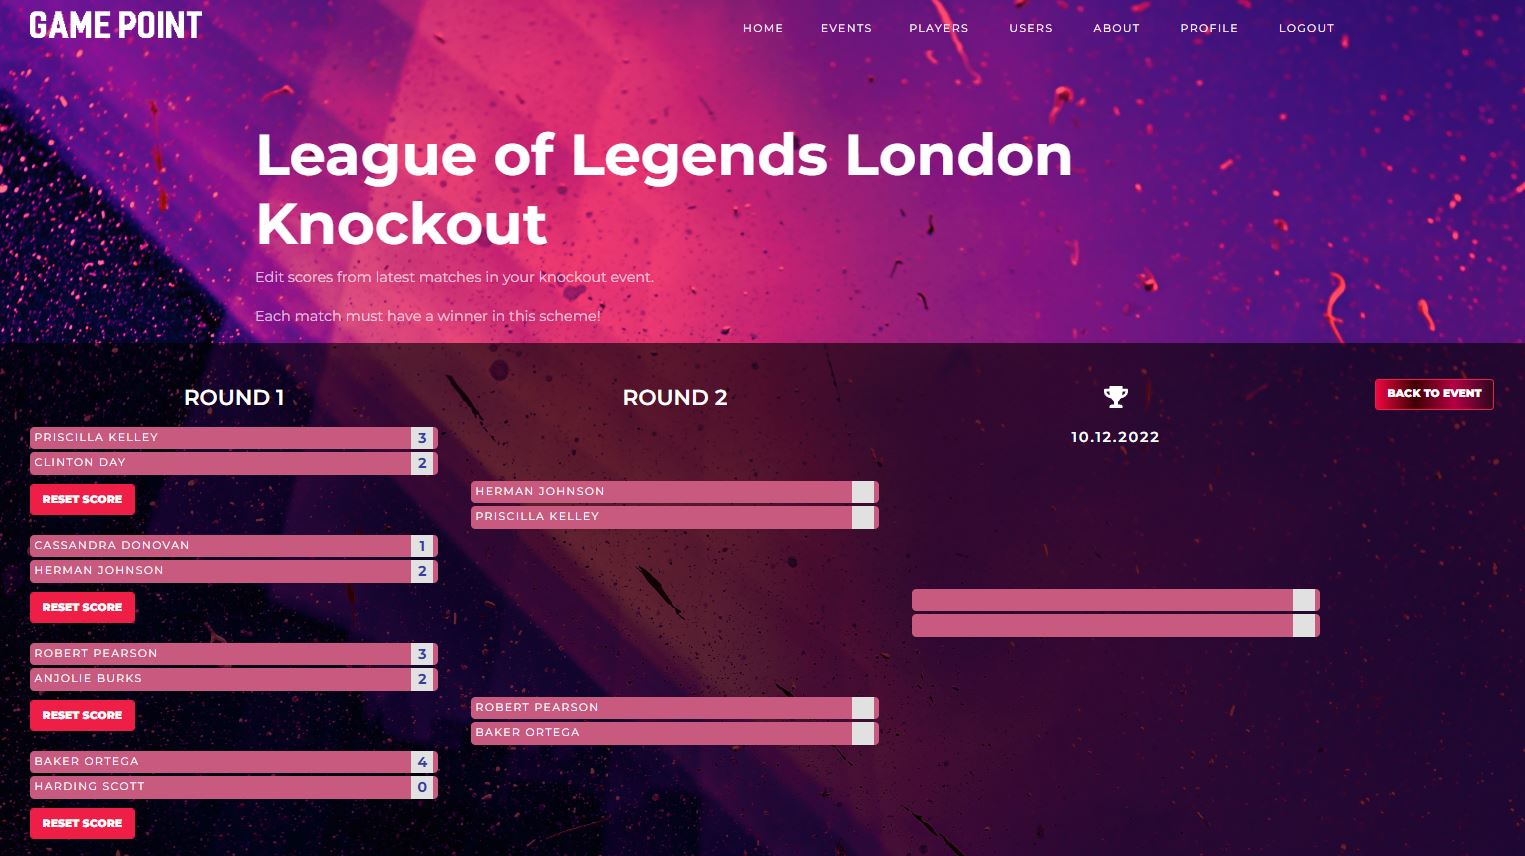 GAME POINT
HOME EVENTS PLAYERS USERS ABOUT PROFILE LOGOUT
League of Legends London
Knockout
Edit scores from latest matches in your knockout event.
Each match must have a winner in this scheme!
ROUND 1
PRISCILLA KELLEY 3
CLINTON DAY 2
RESET SCORE
CASSANDRA DONOVAN 1
HERMAN JOHNSON 2
RESET SCORE
ROBERT PEARSON 3
ANJOLIE BURKS 2
RESET SCORE
BAKER ORTEGA 4
HARDING SCOTT 0
RESET SCORE
ROUND 2
HERMAN JOHNSON
PRISCILLA KELLEY
ROBERT PEARSON
BAKER ORTEGA
10.12.2022
BACK TO EVENT